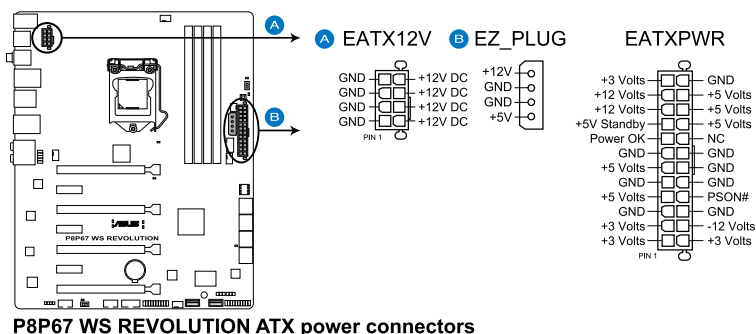 A
A EATX12V
B EZ_PLUG
EATXPWR
GND +12V DC
GND +12V DC
GND +12V DC
GND +12V DC
PIN 1
+12V
GND
GND
+5V
+3 Volts GND
+12 Volts +5 Volts
+12 Volts +5 Volts
+5V Standby +5 Volts
Power OK NC
GND GND
+5 Volts GND
GND GND
+5 Volts PSON#
GND GND
+3 Volts -12 Volts
+3 Volts +3 Volts
PIN 1
B
ASUS
P8P67 WS REVOLUTION
P8P67 WS REVOLUTION ATX power connectors